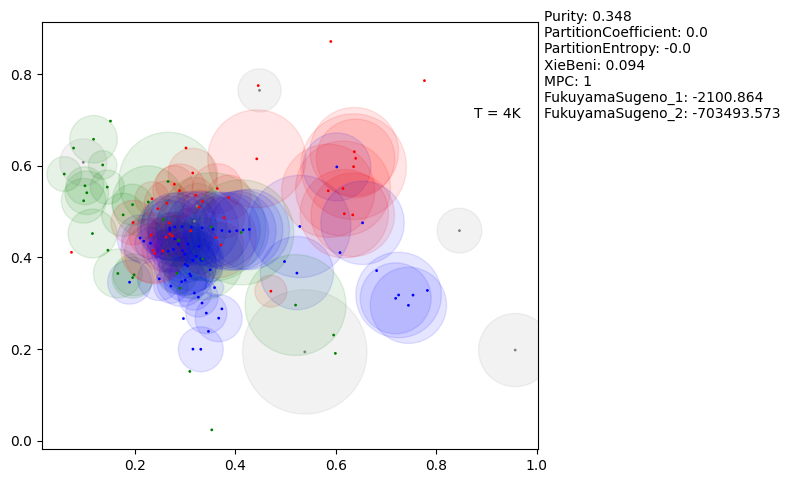 Purity: 0.348
PartitionCoefficient: 0.0
PartitionEntropy: -0.0
XieBeni: 0.094
MPC: 1
FukuyamaSugeno_1: -2100.864
FukuyamaSugeno_2: -703493.573
T = 4K
0.8
0.6
0.4
0.2
0.0
0.2
0.4
0.6
0.8
1.0